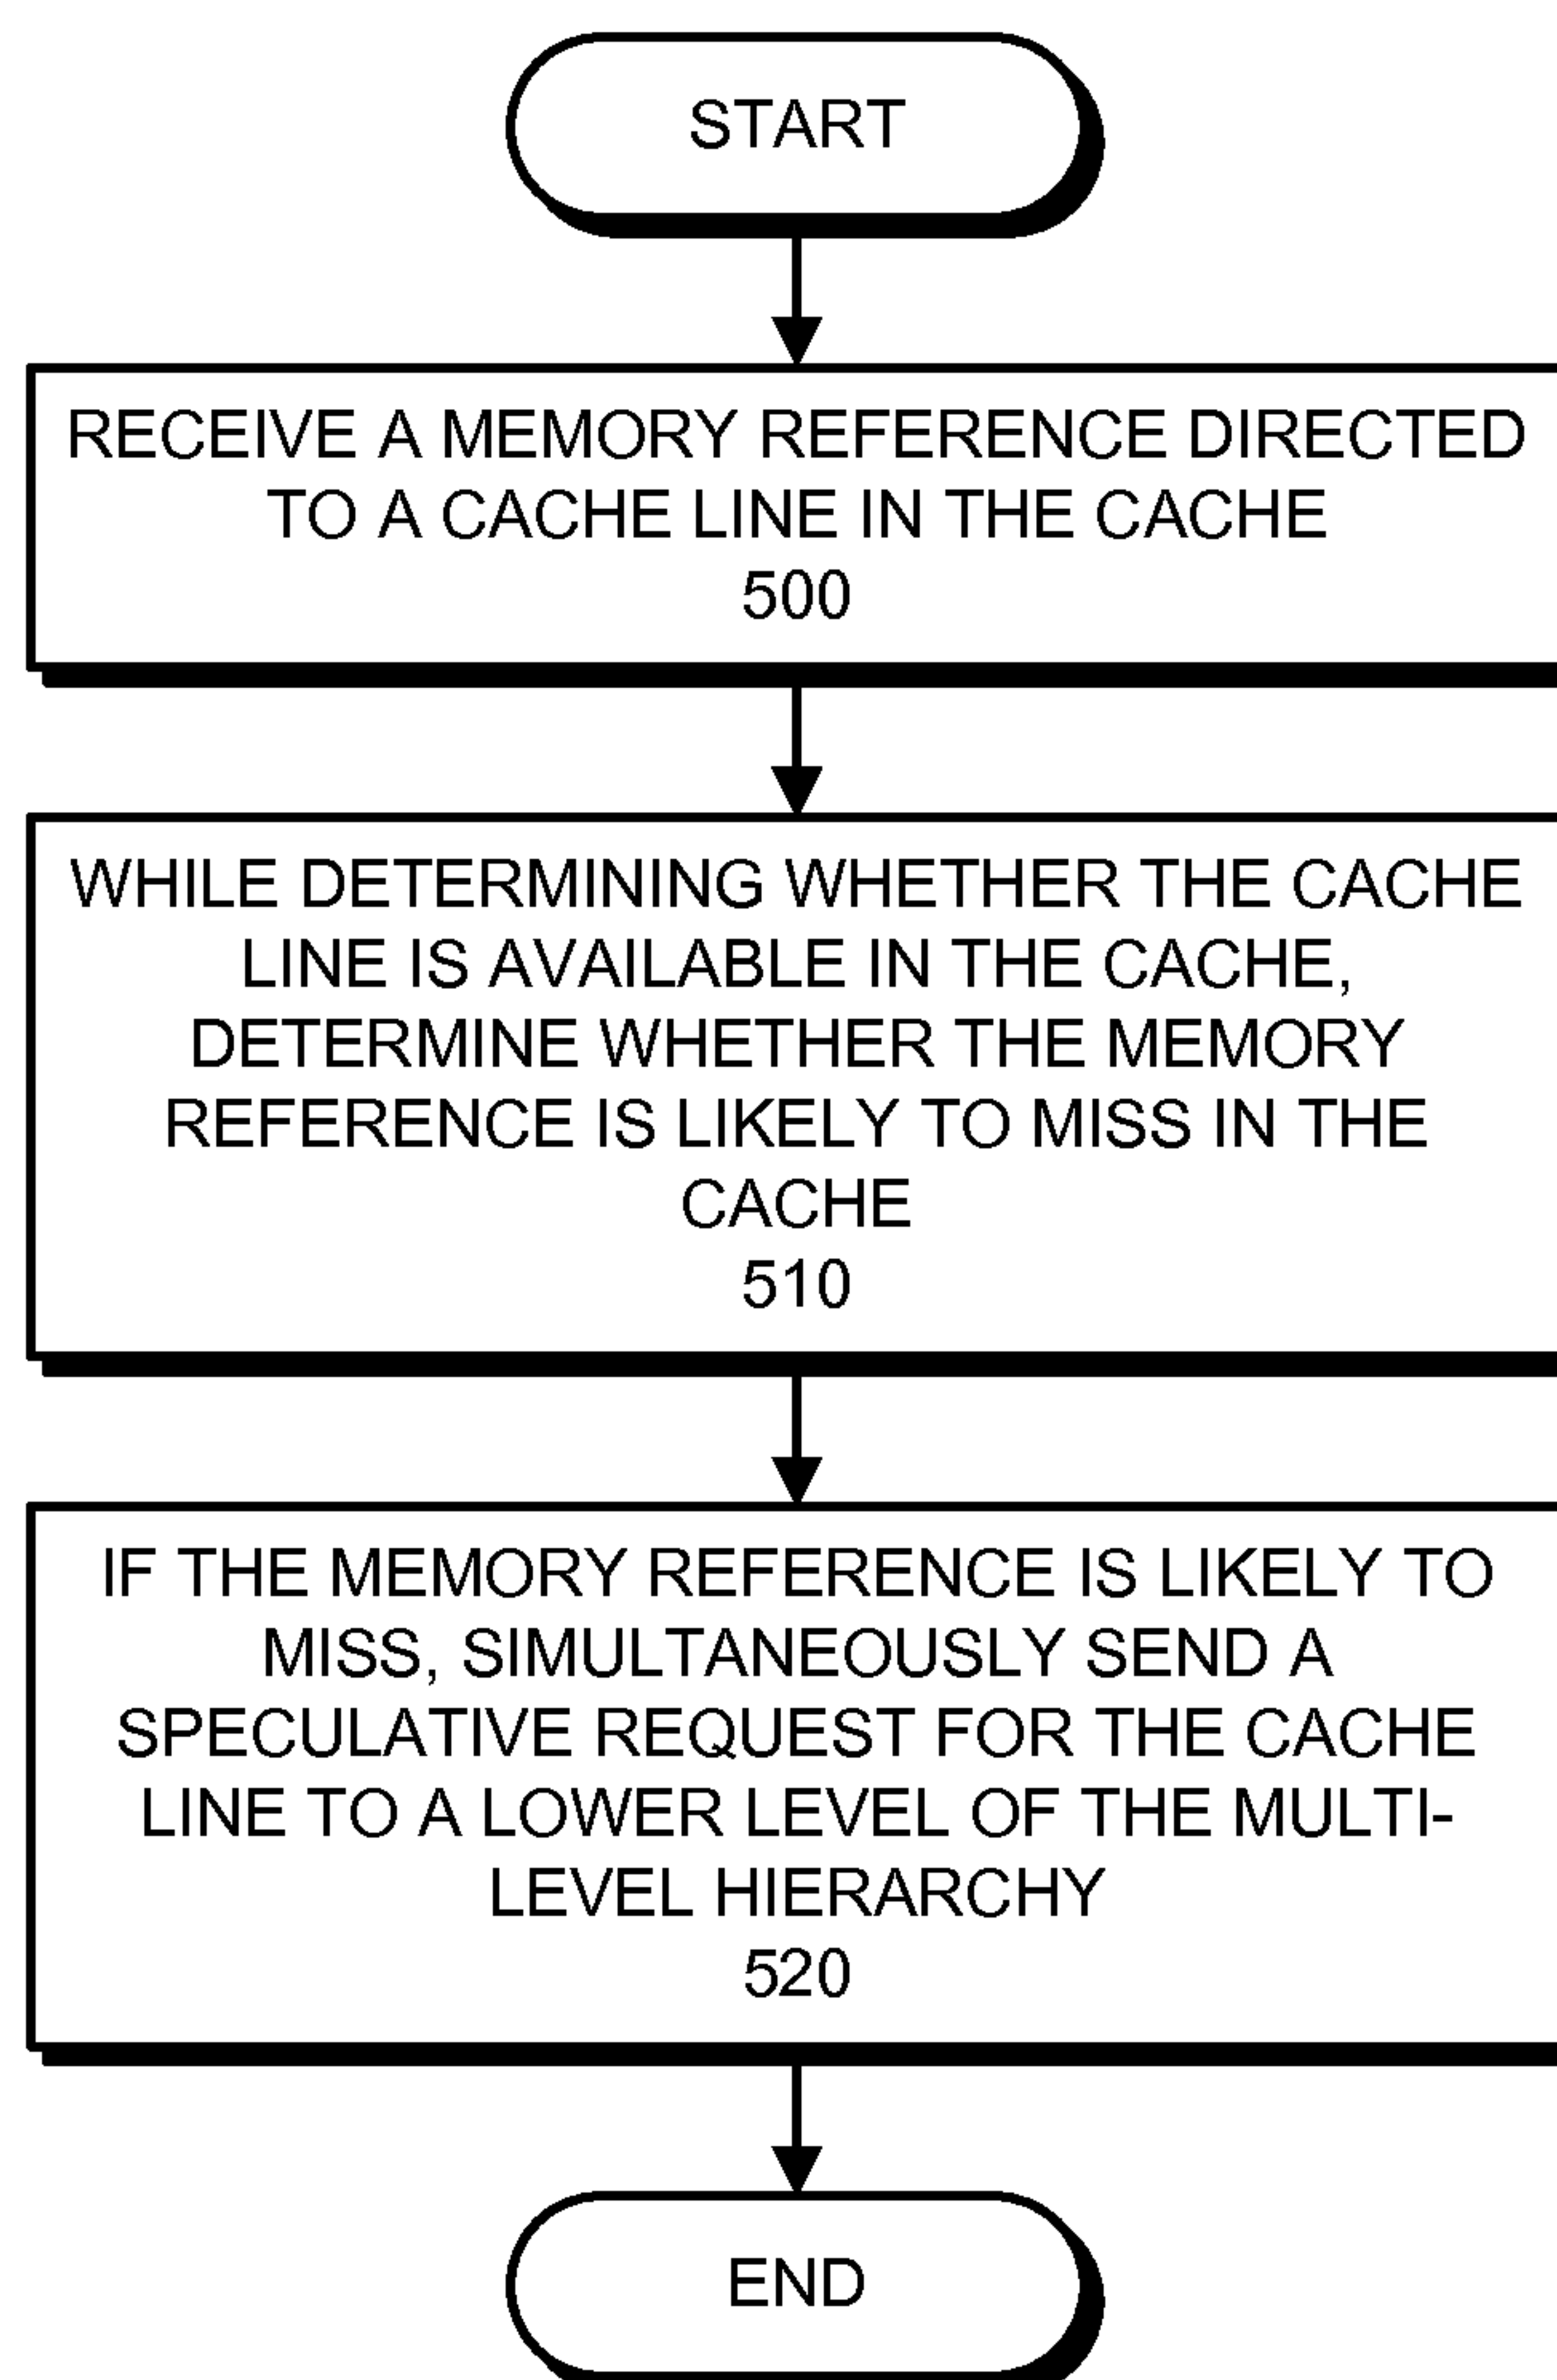 START
RECEIVE A MEMORY REFERENCE DIRECTED
TO A CACHE LINE IN THE CACHE
500
WHILE DETERMINING WHETHER THE CACHE
LINE IS AVAILABLE IN THE CACHE,
DETERMINE WHETHER THE MEMORY
REFERENCE IS LIKELY TO MISS IN THE
CACHE
510
IF THE MEMORY REFERENCE IS LIKELY TO
MISS, SIMULTANEOUSLY SEND A
SPECULATIVE REQUEST FOR THE CACHE
LINE TO A LOWER LEVEL OF THE MULTI-
LEVEL HIERARCHY
520
END